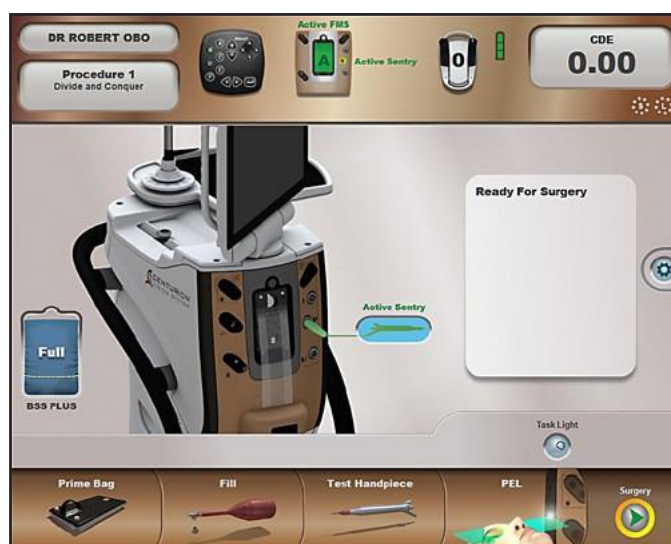 DR ROBERT OBO
Procedure 1
Divide and Conquer
Active FMS
A
Active Sentry
0
CDE
0.00
Ready For Surgery
CENTURION
Active Sentry
Full
BSS PLUS
Task Light
Prime Bag
Fill
Test Handpiece
PEL
Surgery